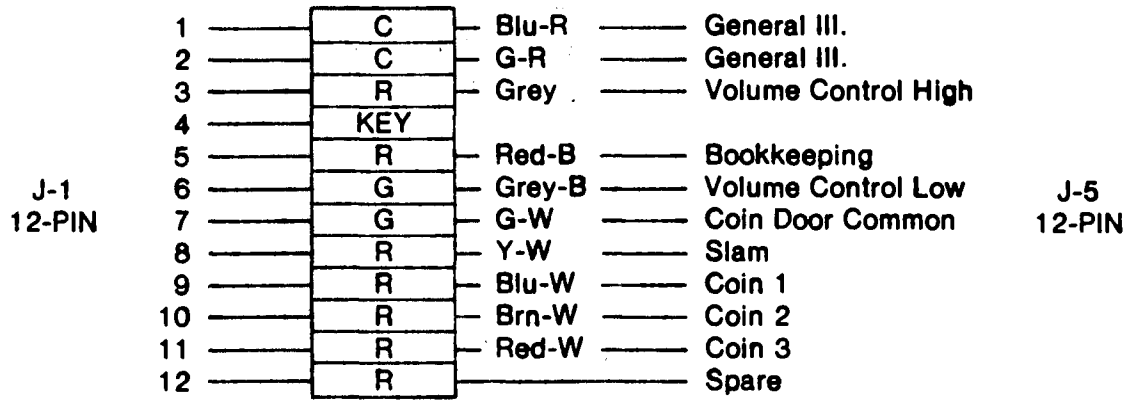 1 C Blu-R General Ill.
2 C G-R General Ill.
3 R Grey Volume Control High
4 KEY
5 R Red-B Bookkeeping
J-1 6 G Grey-B Volume Control Low J-5
12-PIN 7 G G-W Coin Door Common 12-PIN
8 R Y-W Slam
9 R Blu-W Coin 1
10 R Brn-W Coin 2
11 R Red-W Coin 3
12 R Spare